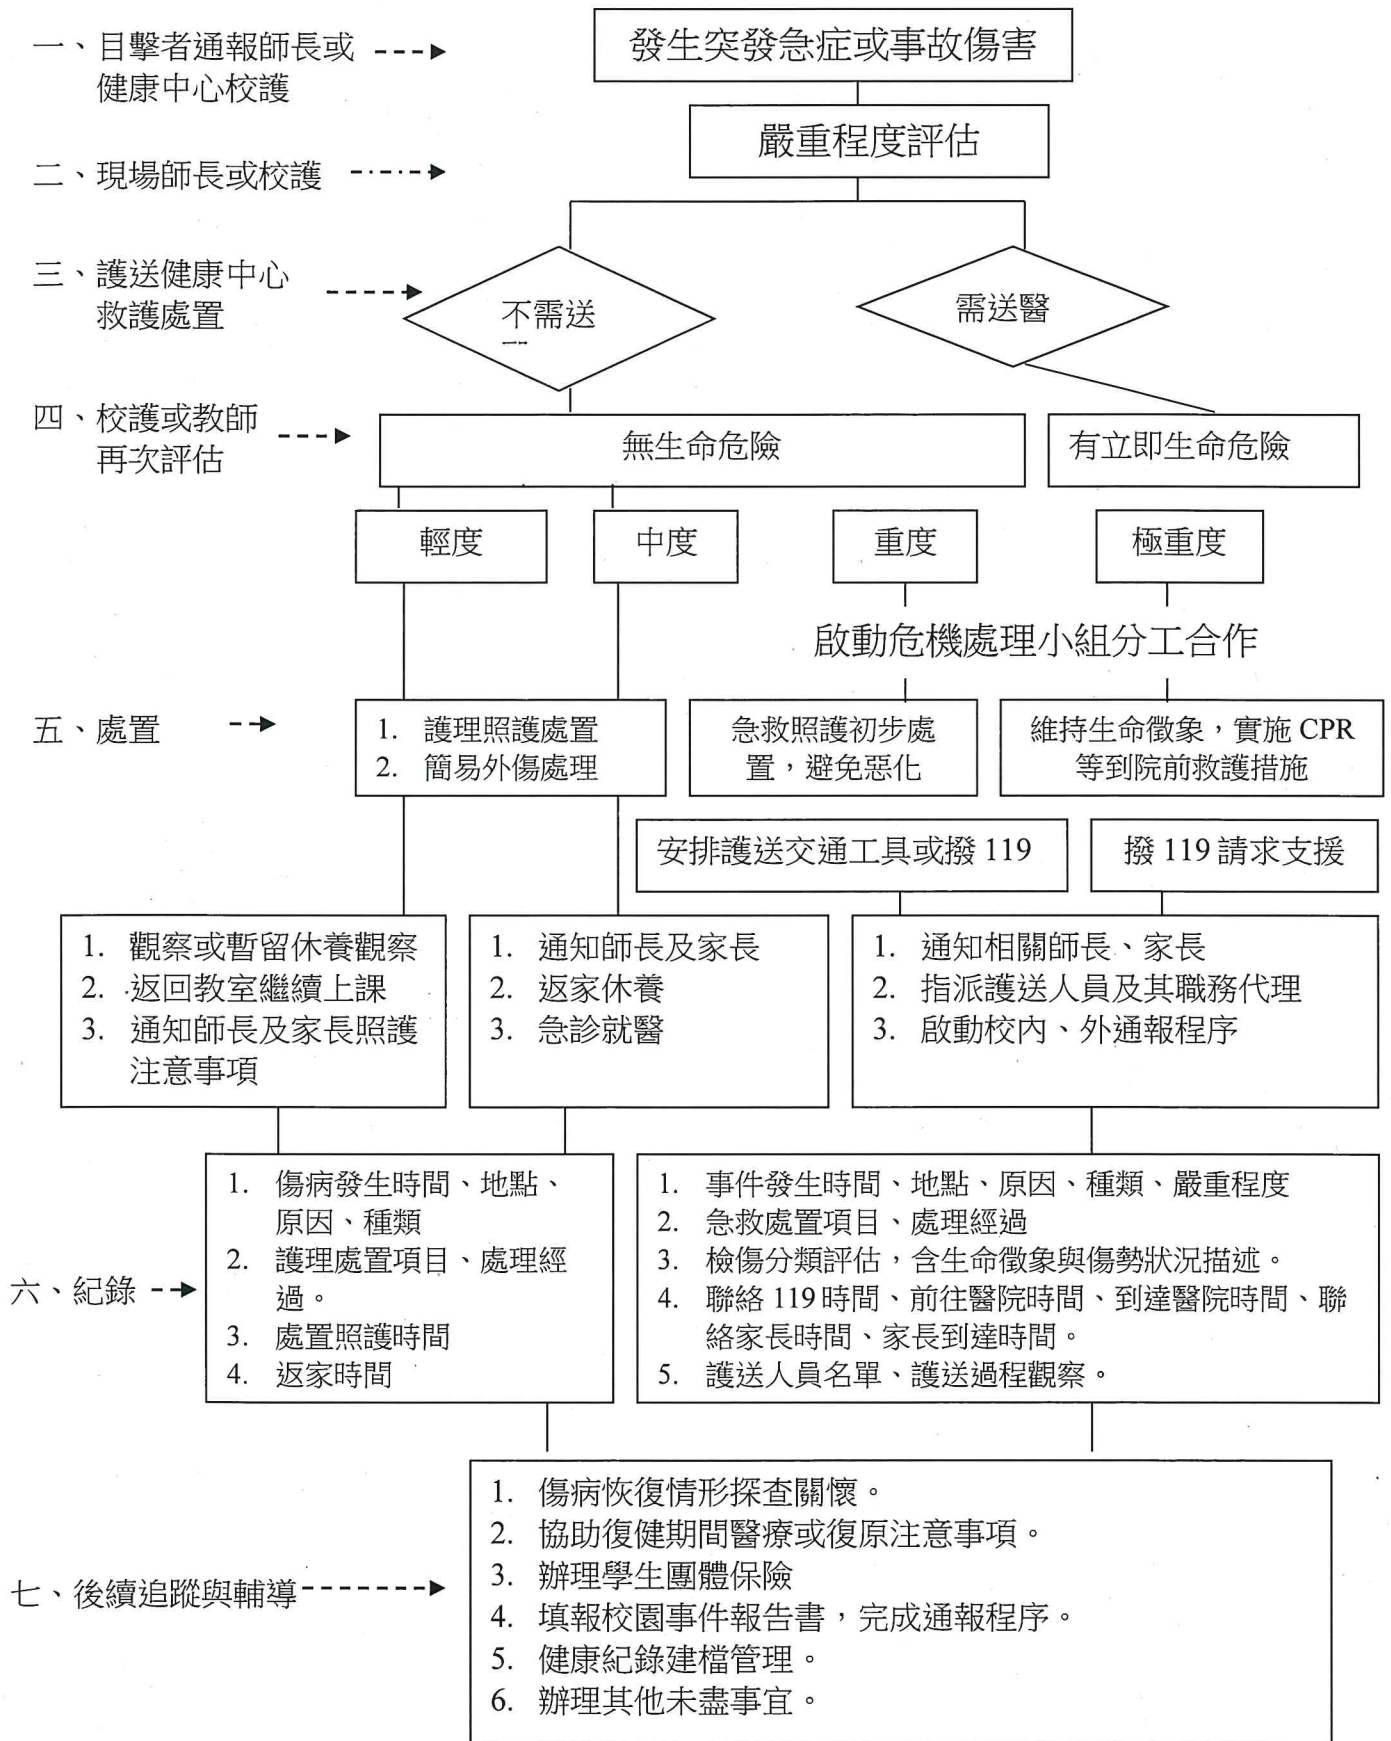 一、目擊者通報師長或
健康中心校護
發生突發急症或事故傷害
嚴重程度評估
二、現場師長或校護
三、護送健康中心
救護處置
不需送
需送醫
四、校護或教師
再次評估
無生命危險
有立即生命危險
輕度
中度
重度
極重度
啟動危機處理小組分工合作
五、處置
1. 護理照護處置
2. 簡易外傷處理
急救照護初步處
置，避免惡化
維持生命徵象，實施 CPR
等到院前救護措施
安排護送交通工具或撥 119
撥 119 請求支援
1. 觀察或暫留休養觀察
2. 返回教室繼續上課
3. 通知師長及家長照護
注意事項
1. 通知師長及家長
2. 返家休養
3. 急診就醫
1. 通知相關師長、家長
2. 指派護送人員及其職務代理
3. 啟動校內、外通報程序
六、紀錄
1. 傷病發生時間、地點、
原因、種類
2. 護理處置項目、處理經
過。
3. 處置照護時間
4. 返家時間
1. 事件發生時間、地點、原因、種類、嚴重程度
2. 急救處置項目、處理經過
3. 檢傷分類評估，含生命徵象與傷勢狀況描述。
4. 聯絡 119 時間、前往醫院時間、到達醫院時間、聯
絡家長時間、家長到達時間。
5. 護送人員名單、護送過程觀察。
七、後續追蹤與輔導
1. 傷病恢復情形探查關懷。
2. 協助復健期間醫療或復原注意事項。
3. 辦理學生團體保險
4. 填報校園事件報告書，完成通報程序。
5. 健康紀錄建檔管理。
6. 辦理其他未盡事宜。